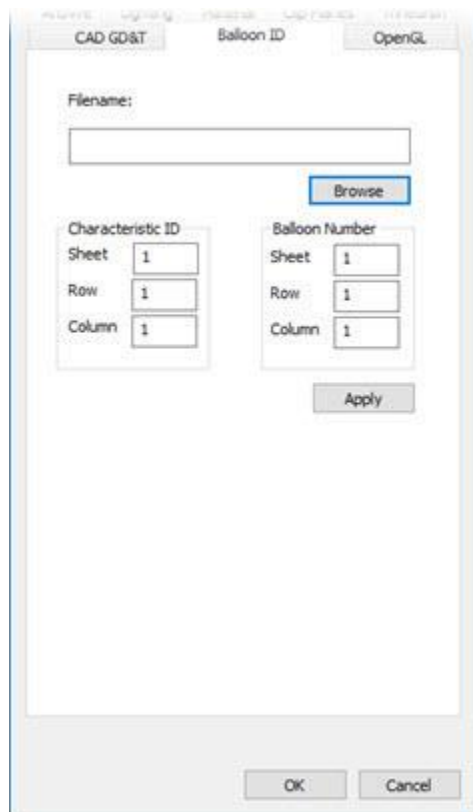 CAD GD&T Balloon ID OpenGL
Filename:
Browse
Characteristic ID Balloon Number
Sheet 1 Sheet 1
Row 1 Row 1
Column 1 Column 1
Apply
OK Cancel